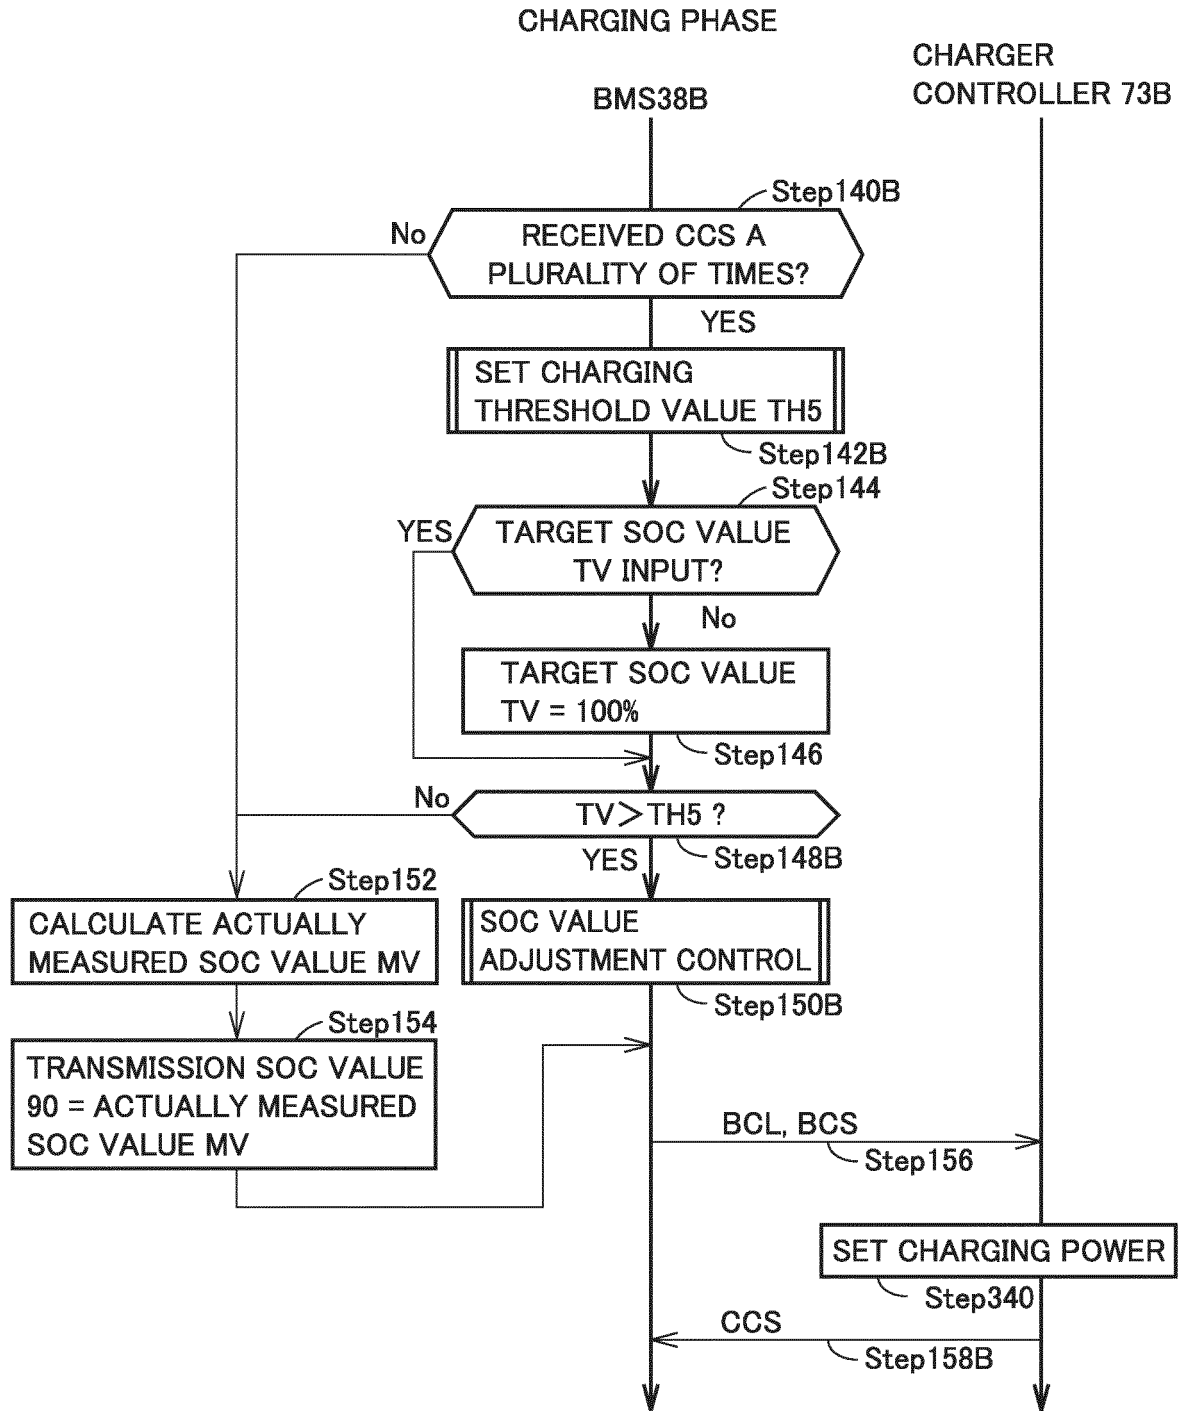 CHARGING PHASE
CHARGER
CONTROLLER 73B
BMS38B
Step140B
No
RECEIVED CCS A
PLURALITY OF TIMES?
YES
SET CHARGING
THRESHOLD VALUE TH5
Step142B
Step144
YES
TARGET SOC VALUE
TV INPUT?
No
TARGET SOC VALUE
TV = 100%
Step146
No
TV＞TH5 ?
Step148B
YES
Step152
CALCULATE ACTUALLY
MEASURED SOC VALUE MV
SOC VALUE
ADJUSTMENT CONTROL
Step150B
Step154
TRANSMISSION SOC VALUE
90 = ACTUALLY MEASURED
SOC VALUE MV
BCL, BCS
Step156
SET CHARGING POWER
Step340
CCS
Step158B